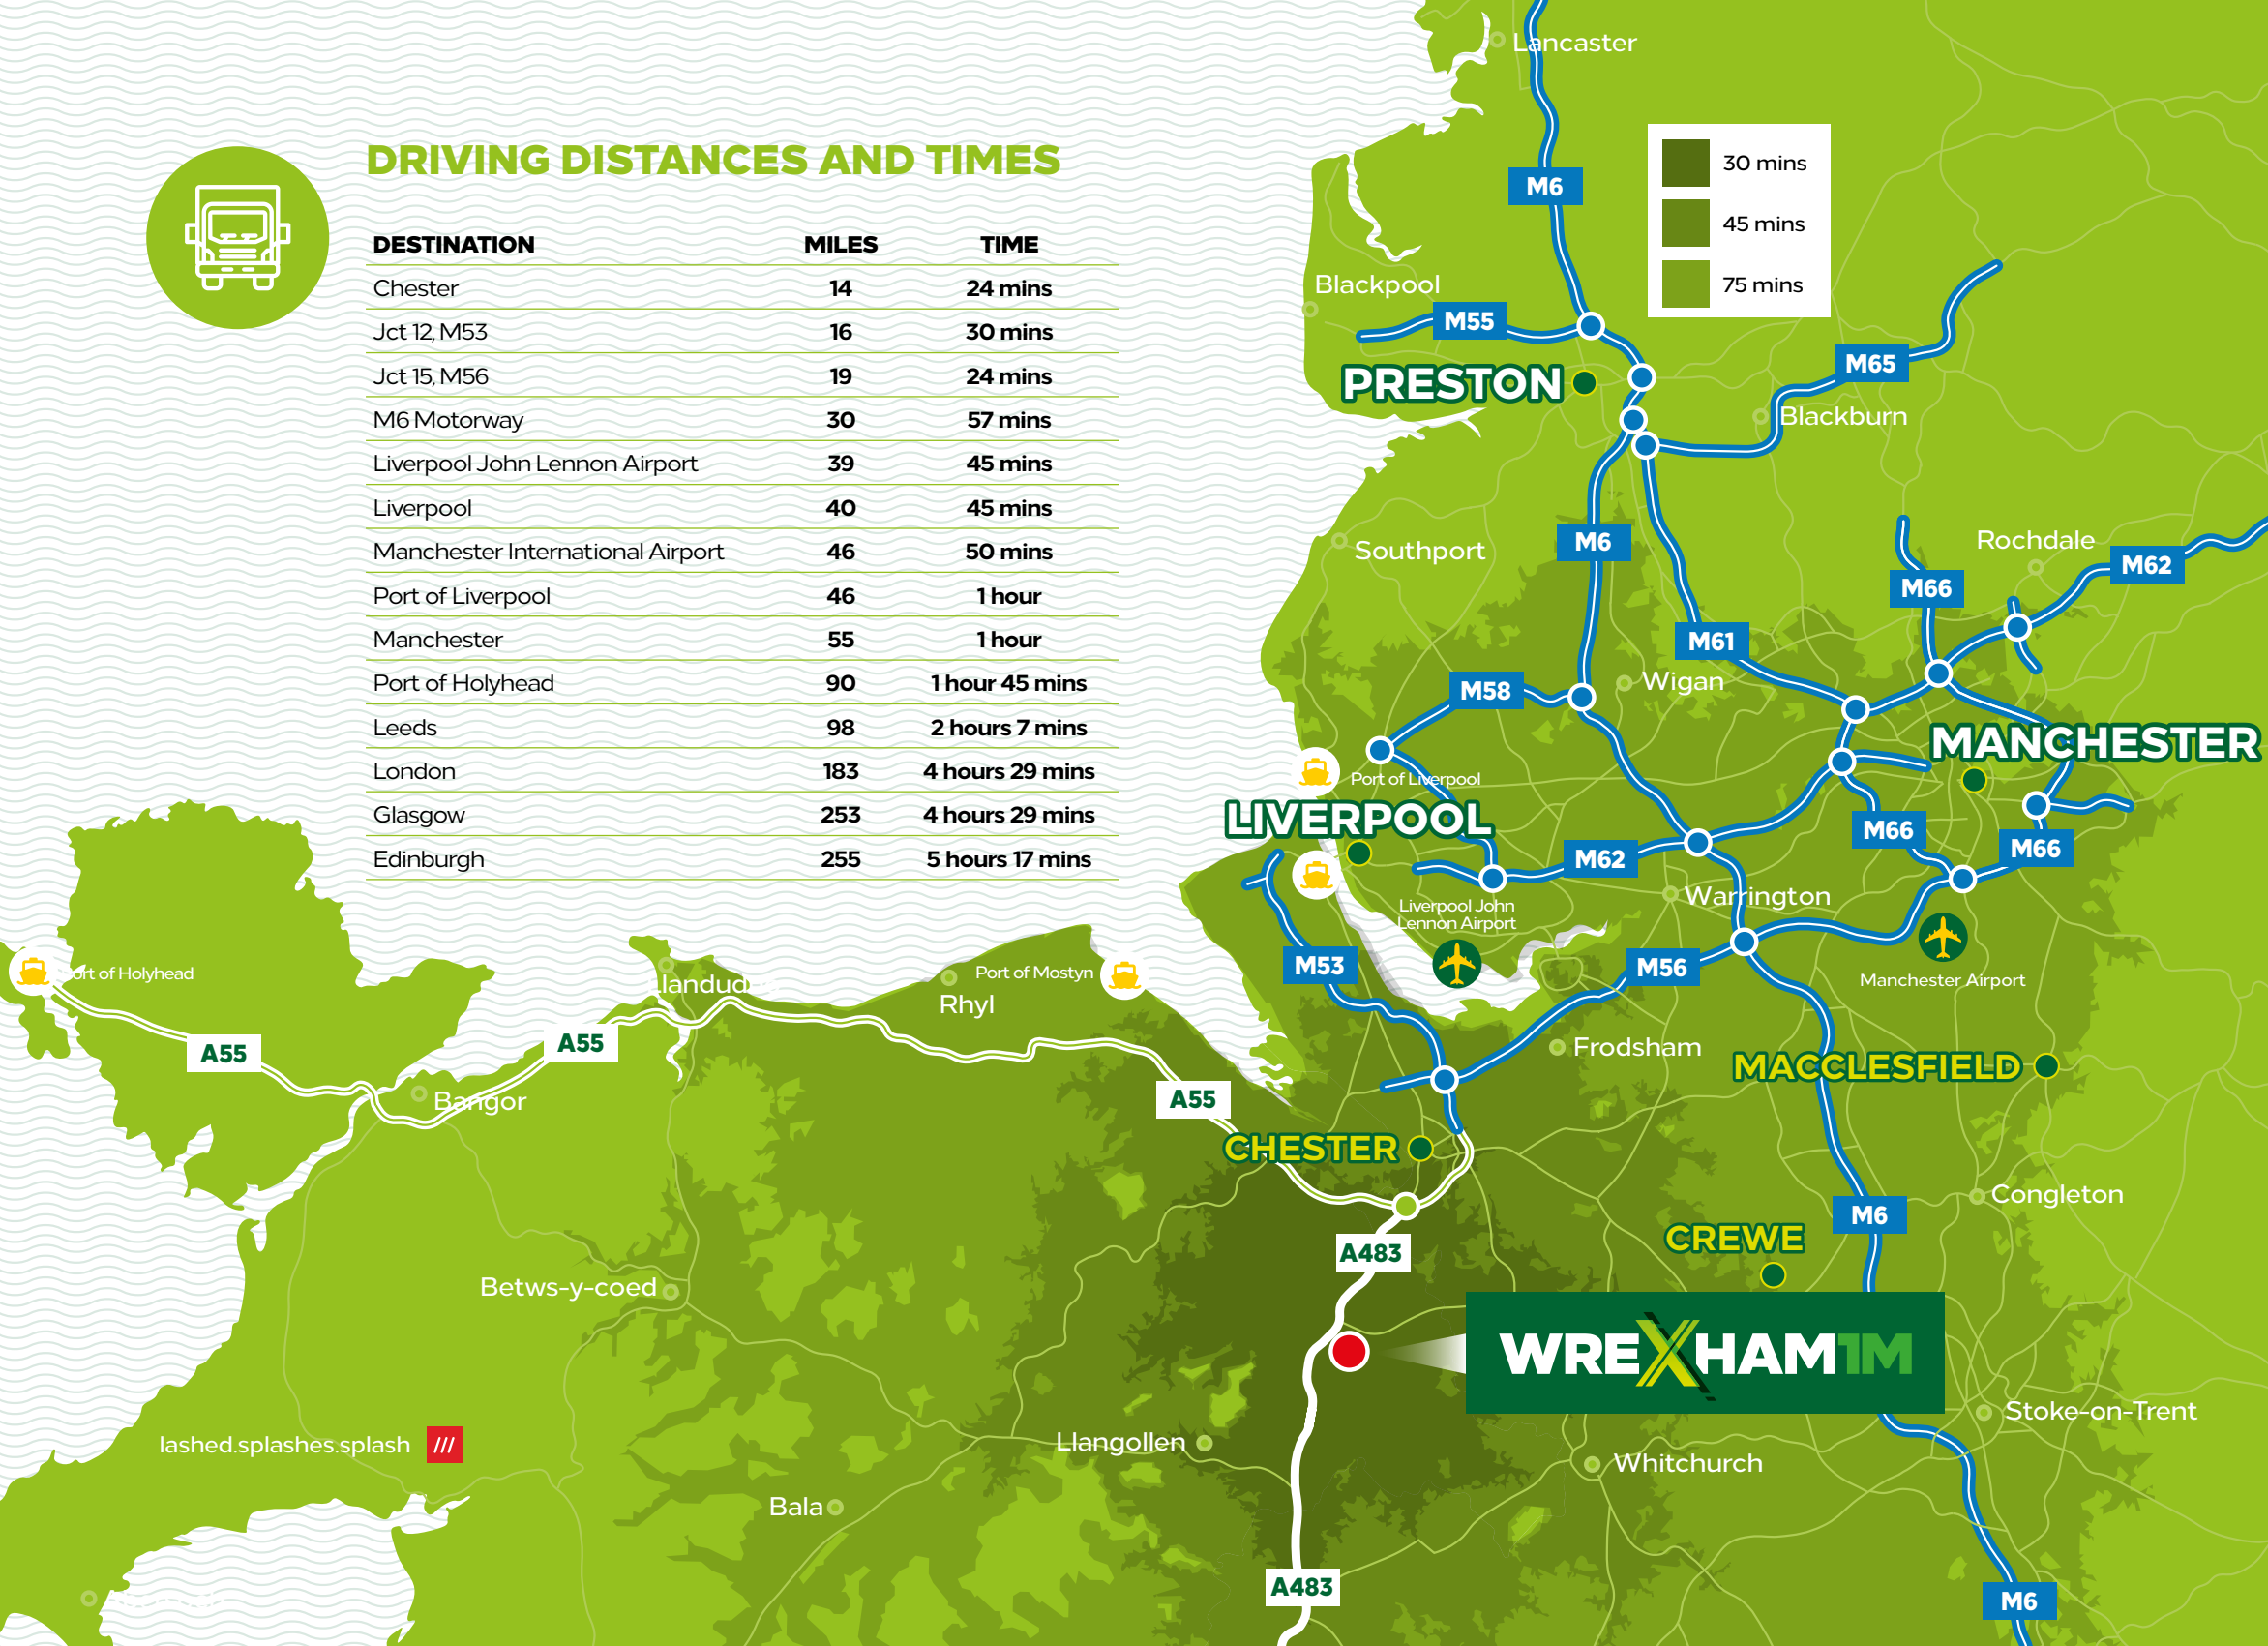 DRIVING DISTANCES AND TIMES
DESTINATION MILES TIME
Chester 14 24 mins
Jct 12, M53 16 30 mins
Jct 15, M56 19 24 mins
M6 Motorway 30 57 mins
Liverpool John Lennon Airport 39 45 mins
Liverpool 40 45 mins
Manchester International Airport 46 50 mins
Port of Liverpool 46 1 hour
Manchester 55 1 hour
Port of Holyhead 90 1 hour 45 mins
Leeds 98 2 hours 7 mins
London 183 4 hours 29 mins
Glasgow 253 4 hours 29 mins
Edinburgh 255 5 hours 17 mins
30 mins
45 mins
75 mins
Lancaster
M6
Blackpool
M55
M65
PRESTON
Blackburn
Southport
M6
Rochdale
M62
M66
M61
Wigan
M58
MANCHESTER
Port of Liverpool
LIVERPOOL
M66
M66
M62
Warrington
Liverpool John
Lennon Airport
M53
M56
Manchester Airport
Port of Holyhead
Llandudno
Rhyl
Port of Mostyn
A55
A55
A55
Bangor
Frodsham
MACCLESFIELD
CHESTER
Congleton
M6
CREWE
A483
Betws-y-coed
WREXHAM1M
Stoke-on-Trent
lashed.splashes.splash
///
Llangollen
Whitchurch
Bala
A483
M6